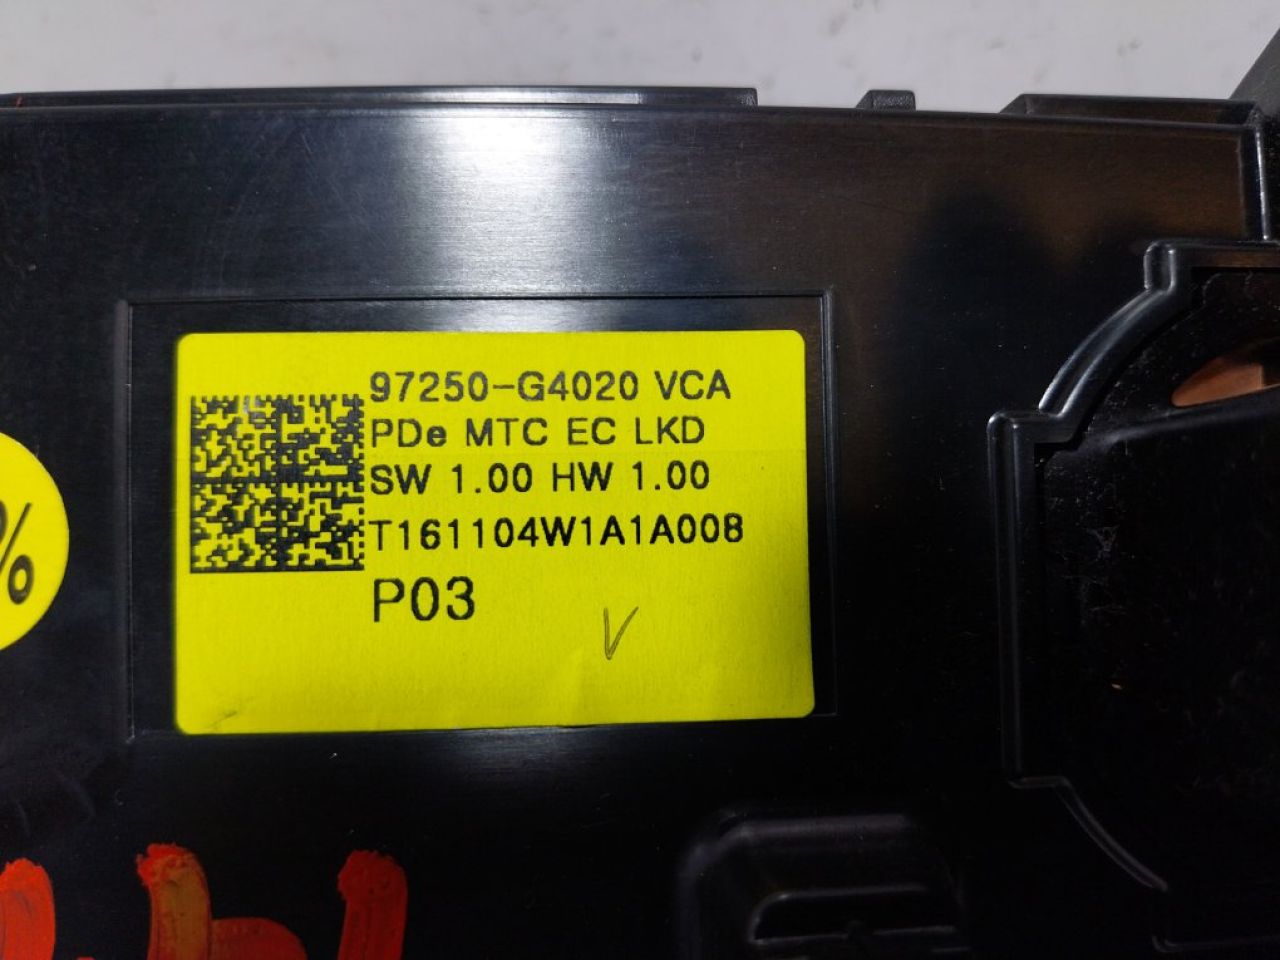 97250-G4020 VCA
PDe MTC EC LKD
SW 1.00 HW 1.00
T161104W1A1A008
P03
V
%